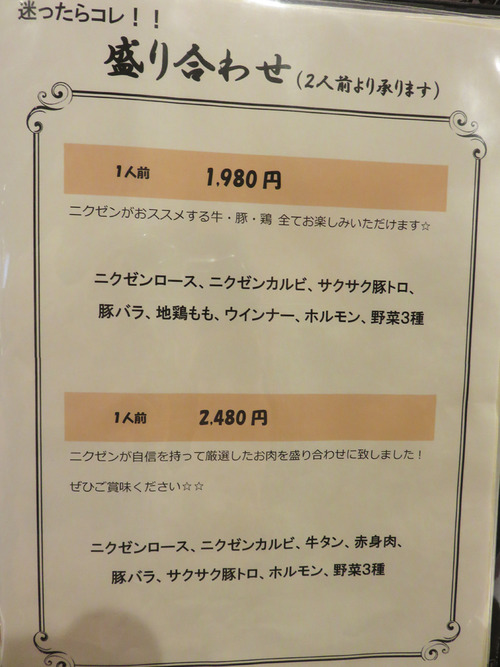 迷ったらコレ！！
盛り合わせ(2人前より承ります)
1人前 1,980円
ニクゼンがおススメする牛・豚・鶏 全てお楽しみいただけます☆
ニクゼンロース、ニクゼンカルビ、サクサク豚トロ、
豚バラ、地鶏もも、ウインナー、ホルモン、野菜3種
1人前 2,480円
ニクゼンが自信を持って厳選したお肉を盛り合わせに致しました！
ぜひご賞味ください☆☆
ニクゼンロース、ニクゼンカルビ、牛タン、赤身肉、
豚バラ、サクサク豚トロ、ホルモン、野菜3種